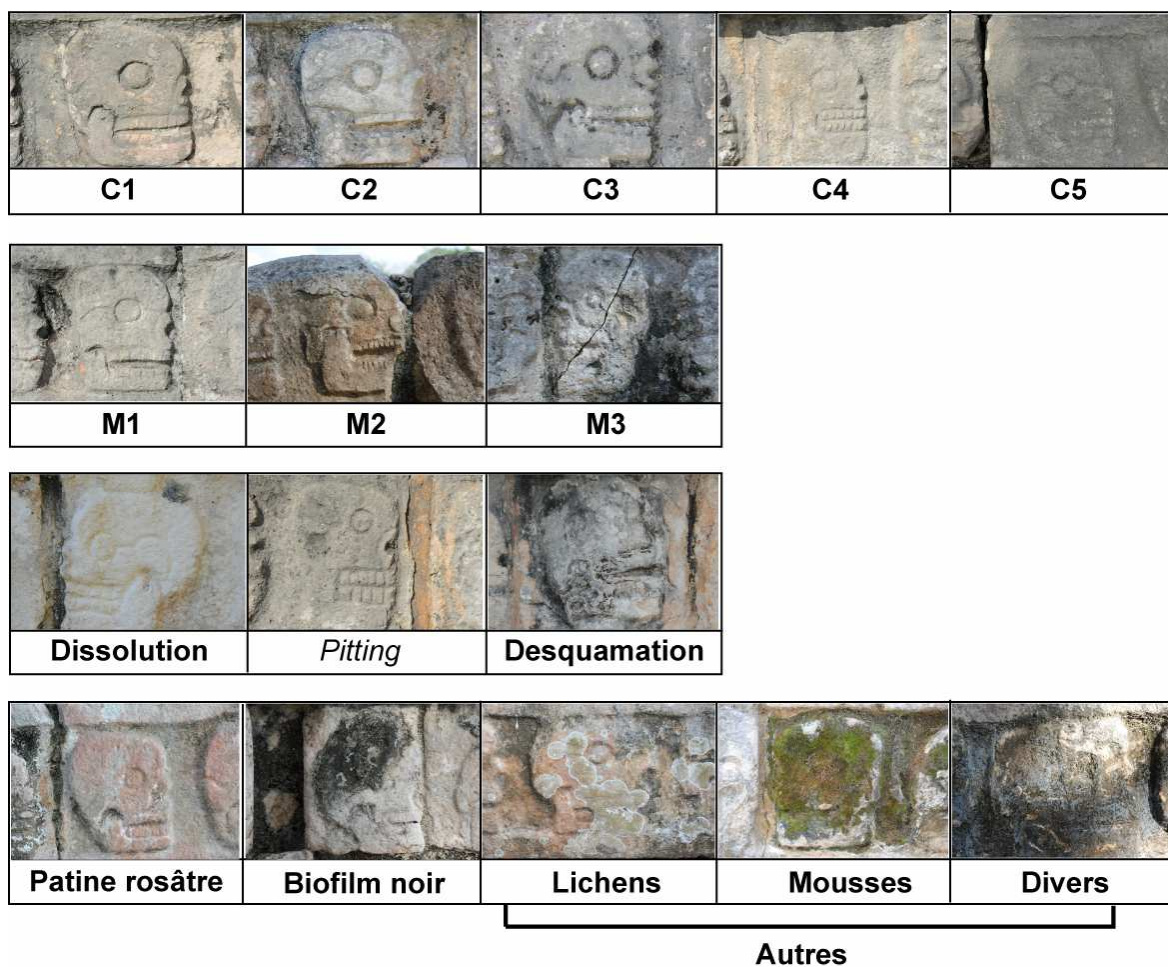 C1 C2 C3 C4 C5
M1 M2 M3
Dissolution Pitting Desquamation
Patine rosâtre Biofilm noir Lichens Mousses Divers
Autres